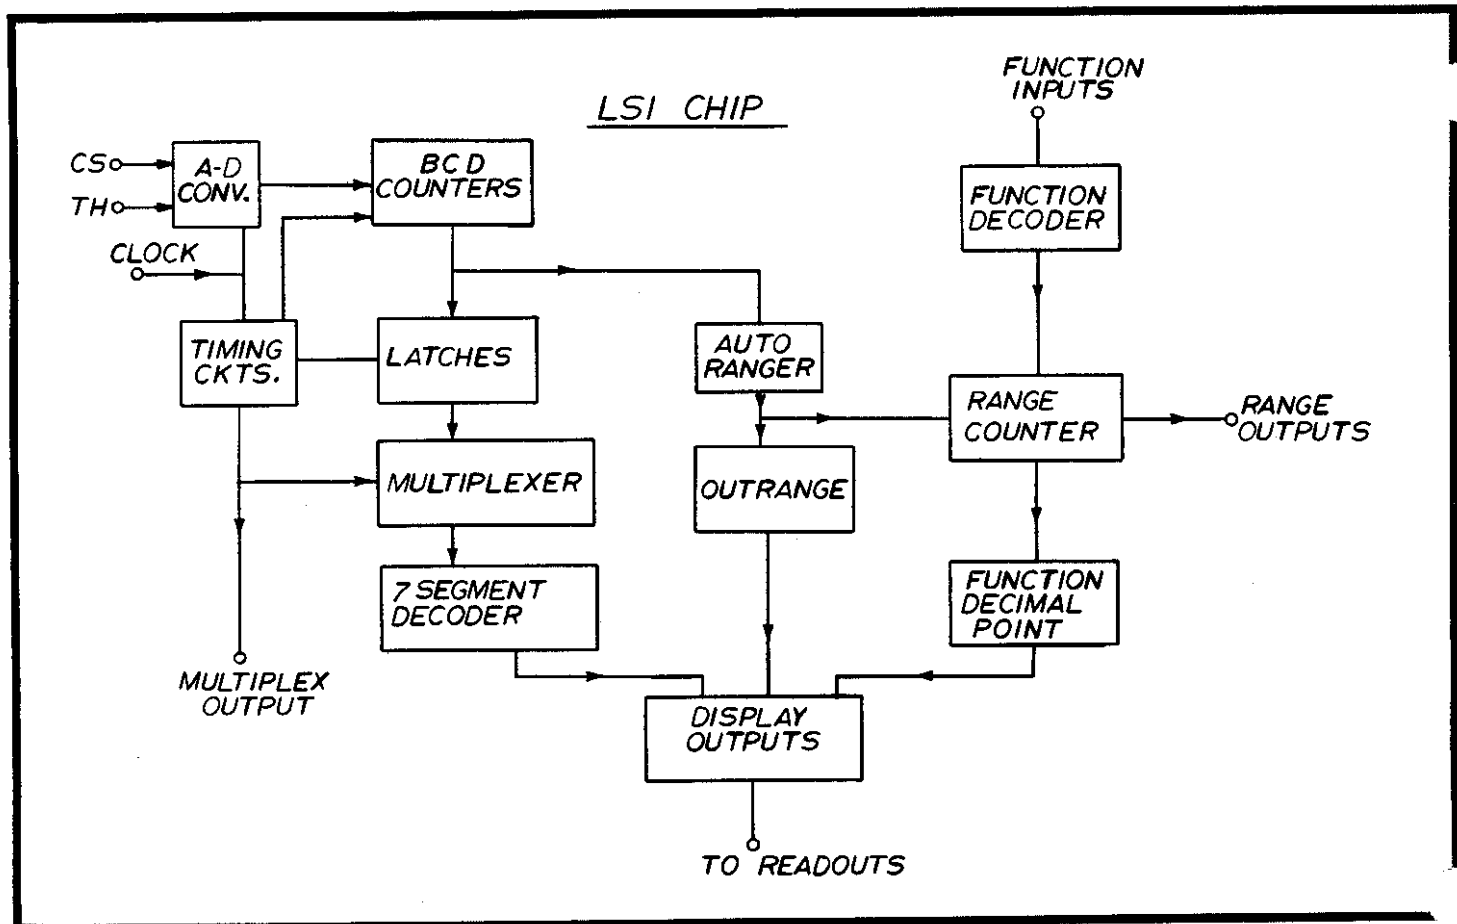 LSI CHIP
FUNCTION
INPUTS
CS
TH
A-D
CONV.
BCD
COUNTERS
FUNCTION
DECODER
CLOCK
TIMING
CKTS.
LATCHES
AUTO
RANGER
RANGE
COUNTER
RANGE
OUTPUTS
MULTIPLEXER
OUTRANGE
7 SEGMENT
DECODER
FUNCTION
DECIMAL
POINT
MULTIPLEX
OUTPUT
DISPLAY
OUTPUTS
TO READOUTS